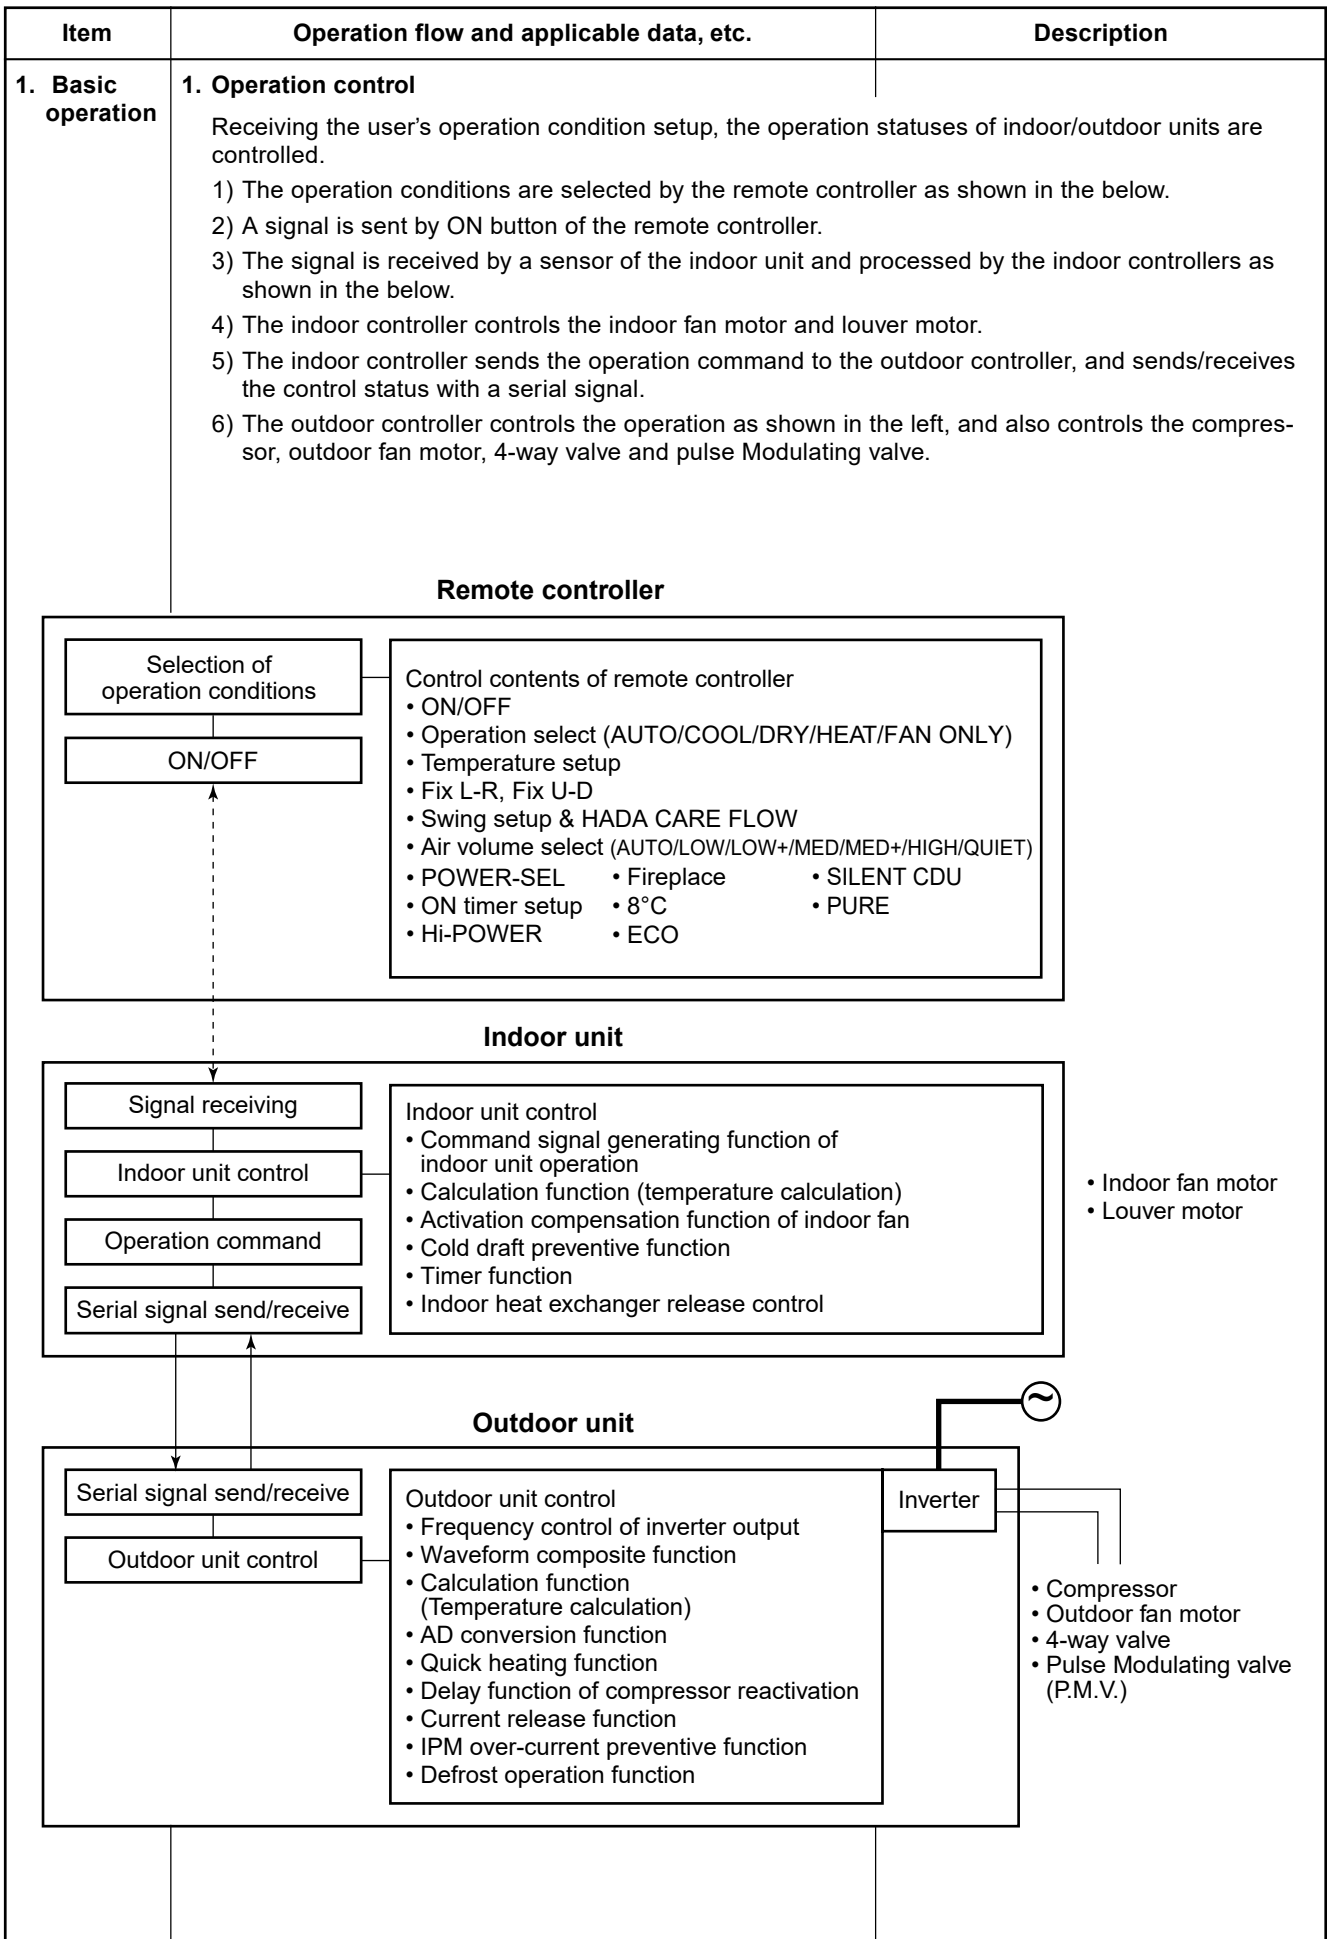 Item
Operation flow and applicable data, etc.
Description
1. Basic
operation
1. Operation control
Receiving the user's operation condition setup, the operation statuses of indoor/outdoor units are
controlled.
1) The operation conditions are selected by the remote controller as shown in the below.
2) A signal is sent by ON button of the remote controller.
3) The signal is received by a sensor of the indoor unit and processed by the indoor controllers as
shown in the below.
4) The indoor controller controls the indoor fan motor and louver motor.
5) The indoor controller sends the operation command to the outdoor controller, and sends/receives
the control status with a serial signal.
6) The outdoor controller controls the operation as shown in the left, and also controls the compres-
sor, outdoor fan motor, 4-way valve and pulse Modulating valve.
Remote controller
Selection of
operation conditions
ON/OFF
Control contents of remote controller
• ON/OFF
• Operation select (AUTO/COOL/DRY/HEAT/FAN ONLY)
• Temperature setup
• Fix L-R, Fix U-D
• Swing setup & HADA CARE FLOW
• Air volume select (AUTO/LOW/LOW+/MED/MED+/HIGH/QUIET)
• POWER-SEL • Fireplace • SILENT CDU
• ON timer setup • 8°C • PURE
• Hi-POWER • ECO
Indoor unit
Signal receiving
Indoor unit control
Operation command
Serial signal send/receive
Indoor unit control
• Command signal generating function of
indoor unit operation
• Calculation function (temperature calculation)
• Activation compensation function of indoor fan
• Cold draft preventive function
• Timer function
• Indoor heat exchanger release control
• Indoor fan motor
• Louver motor
Outdoor unit
~
Serial signal send/receive
Outdoor unit control
Outdoor unit control
• Frequency control of inverter output
• Waveform composite function
• Calculation function
(Temperature calculation)
• AD conversion function
• Quick heating function
• Delay function of compressor reactivation
• Current release function
• IPM over-current preventive function
• Defrost operation function
Inverter
• Compressor
• Outdoor fan motor
• 4-way valve
• Pulse Modulating valve
(P.M.V.)